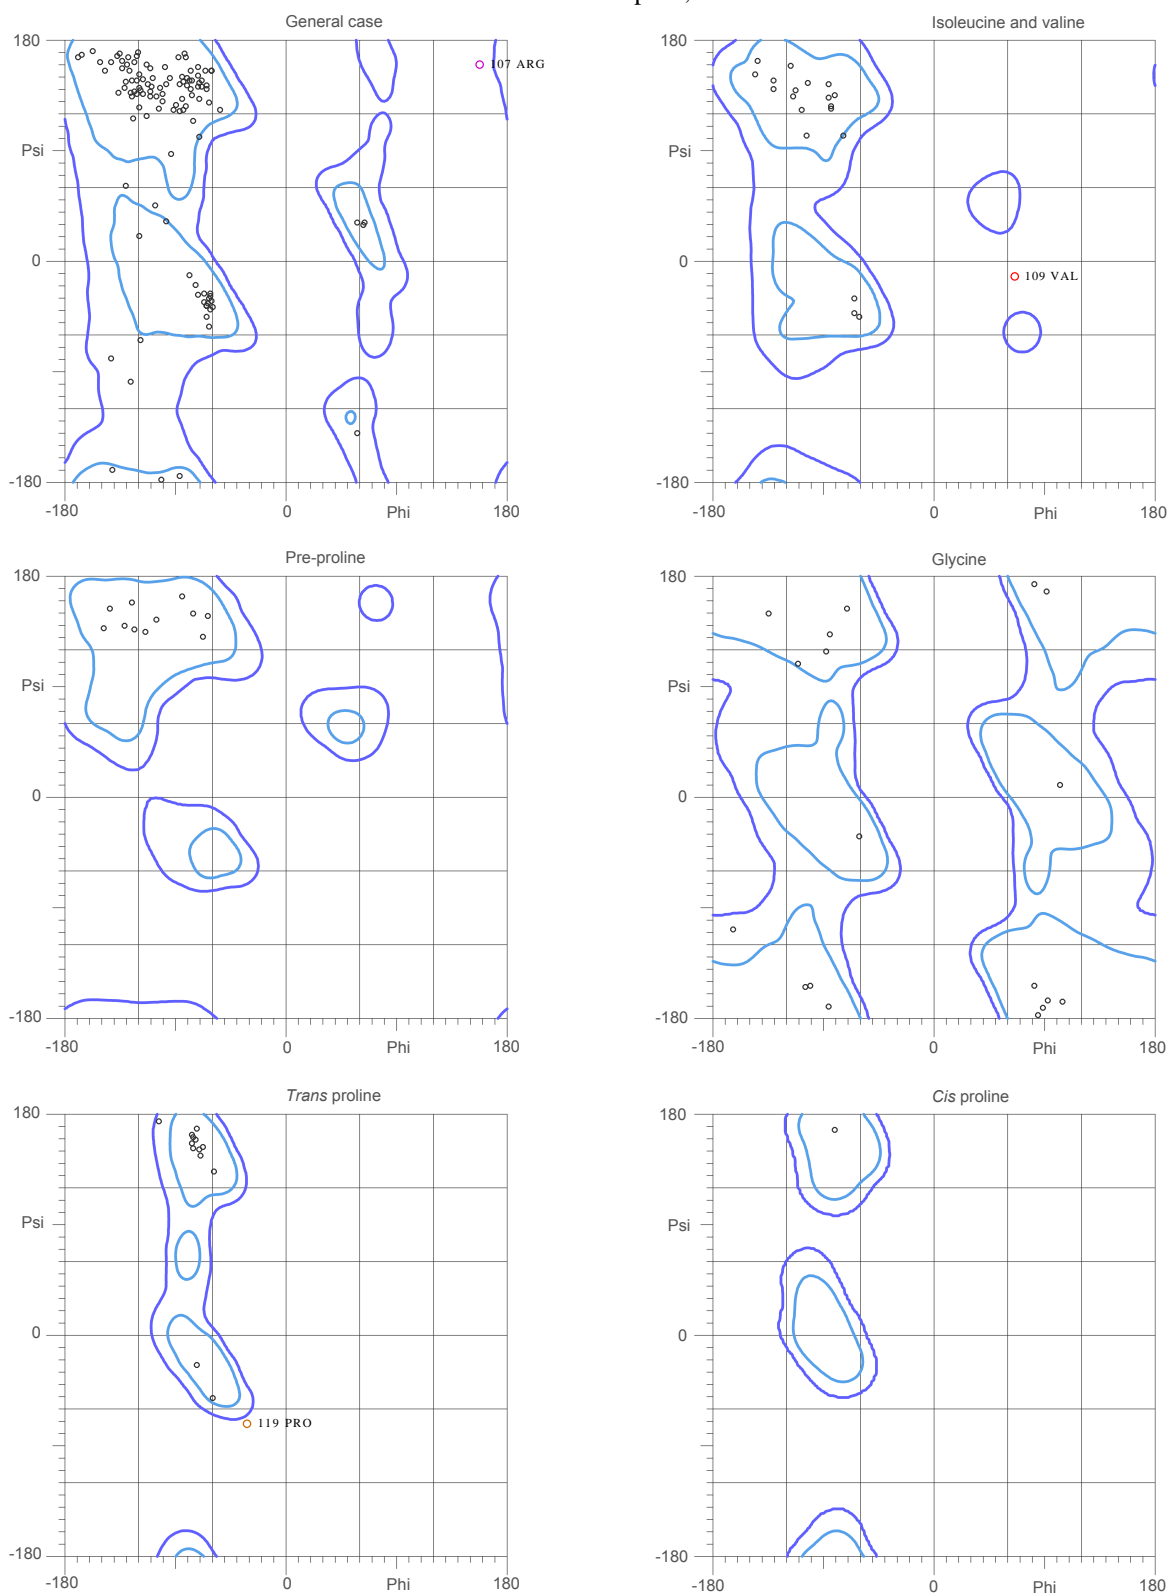 General case
180
Psi
0
-180
-180
0
Phi
180
107 ARG
Isoleucine and valine
180
Psi
0
-180
-180
0
Phi
180
109 VAL
Pre-proline
180
Psi
0
-180
-180
0
Phi
180
Glycine
180
Psi
0
-180
-180
0
Phi
180
Trans proline
180
Psi
0
-180
-180
0
Phi
180
119 PRO
Cis proline
180
Psi
0
-180
-180
0
Phi
180